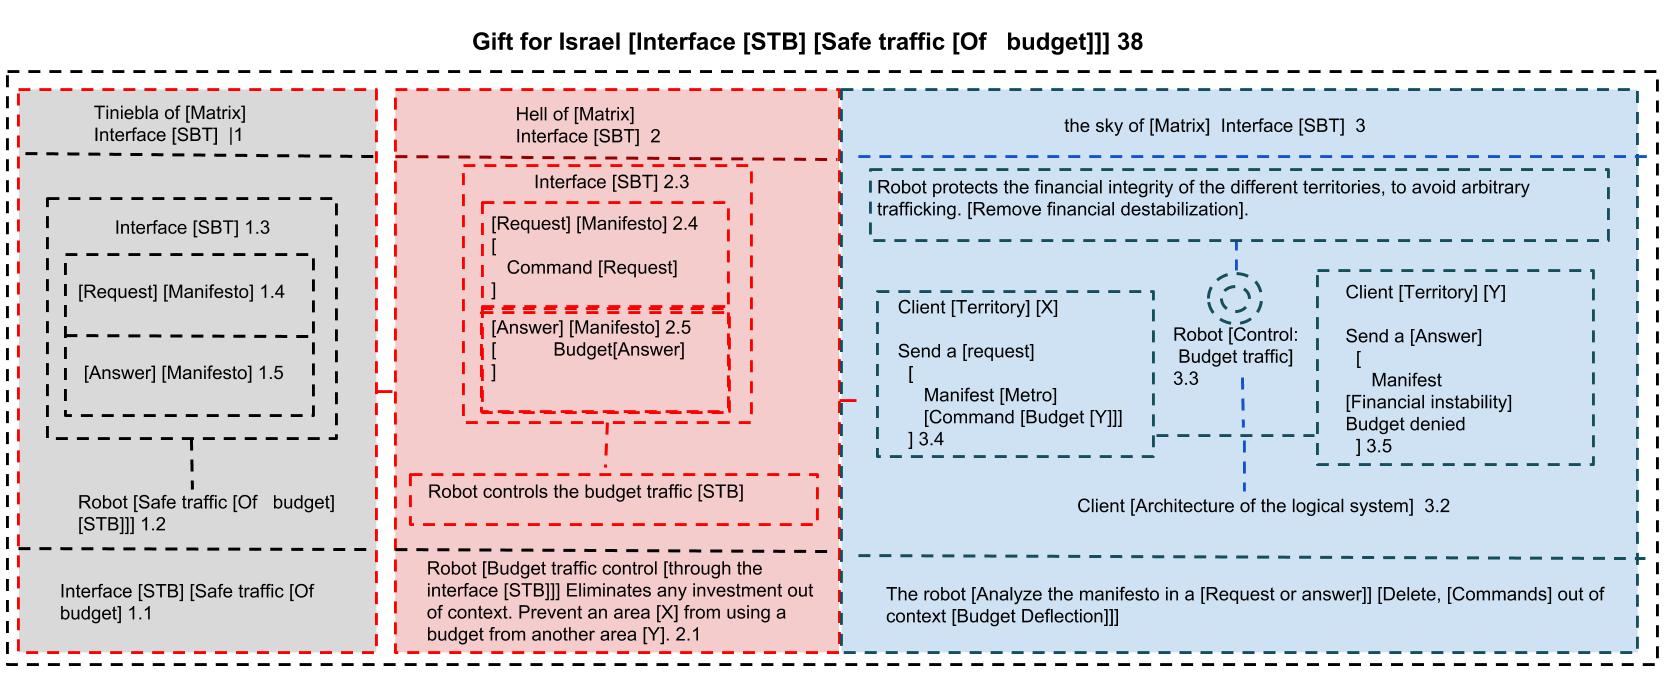 Gift for Israel [Interface [STB] [Safe traffic [Of   budget]]] 38
Tiniebla of [Matrix]
Interface [SBT]  |1
Interface [SBT] 1.3
[Request] [Manifesto] 1.4
[Answer] [Manifesto] 1.5
Robot [Safe traffic [Of   budget]
[STB]]] 1.2
Interface [STB] [Safe traffic [Of
budget] 1.1
Hell of [Matrix]
Interface [SBT]  2
Interface [SBT] 2.3
[Request] [Manifesto] 2.4
[
Command [Request]
]
[Answer] [Manifesto] 2.5
[           Budget[Answer]
]
Robot controls the budget traffic [STB]
Robot [Budget traffic control [through the
interface [STB]]] Eliminates any investment out
of context. Prevent an area [X] from using a
budget from another area [Y]. 2.1
the sky of [Matrix]  Interface [SBT]  3
Robot protects the financial integrity of the different territories, to avoid arbitrary
trafficking. [Remove financial destabilization].
Client [Territory] [X]
Send a [request]
[
Manifest [Metro]
[Command [Budget [Y]]]
] 3.4
Robot [Control:
Budget traffic]
3.3
Client [Territory] [Y]
Send a [Answer]
[
Manifest
[Financial instability]
Budget denied
] 3.5
Client [Architecture of the logical system]  3.2
The robot [Analyze the manifesto in a [Request or answer]] [Delete, [Commands] out of
context [Budget Deflection]]]